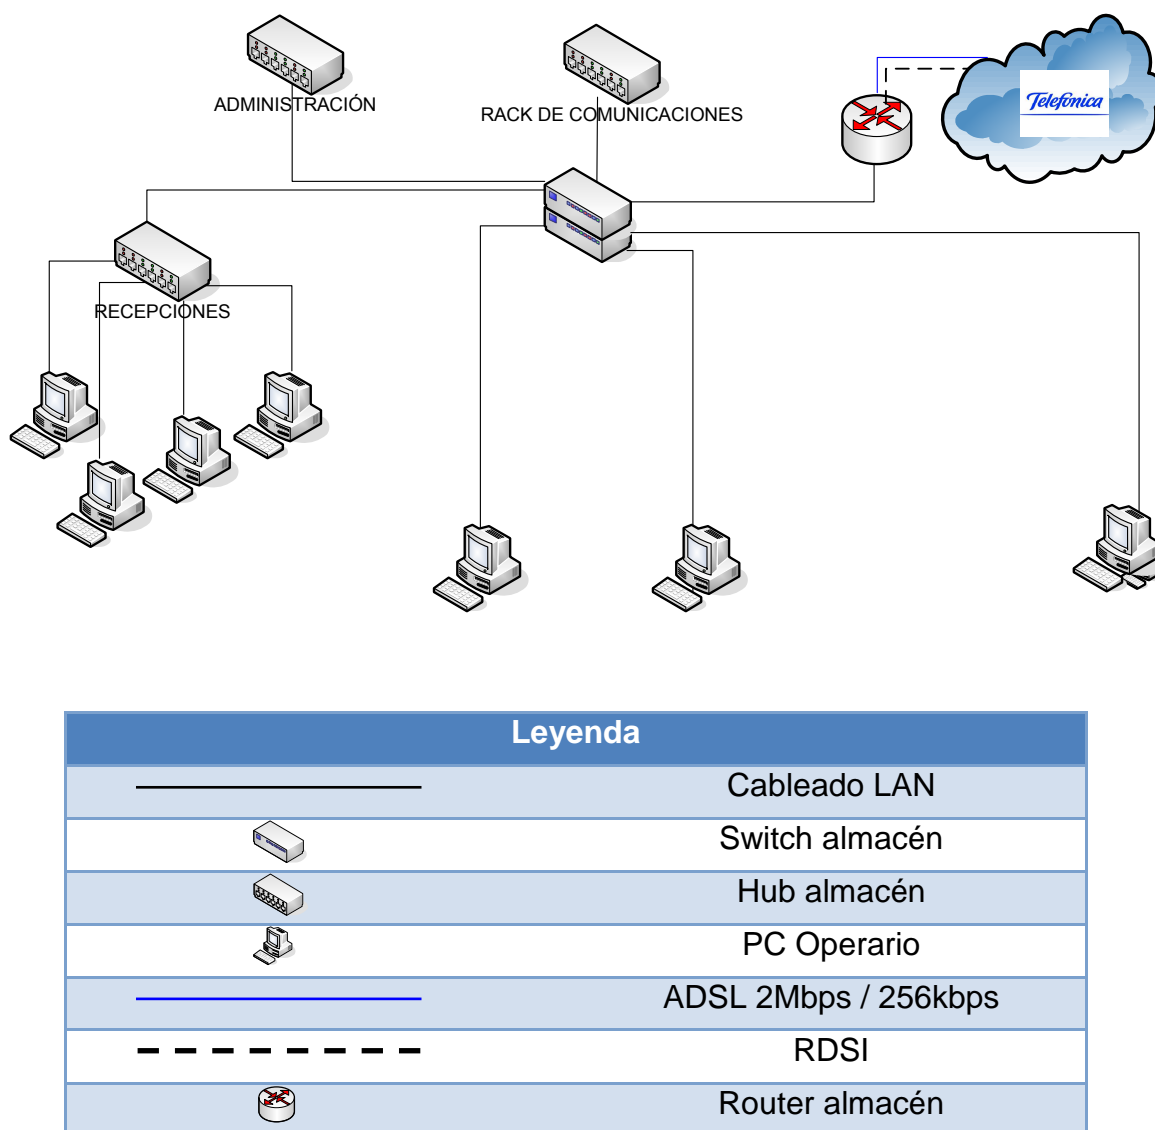 ADMINISTRACIÓN
RACK DE COMUNICACIONES
Telefónica
RECEPCIONES
Leyenda
Cableado LAN
Switch almacén
Hub almacén
PC Operario
ADSL 2Mbps / 256kbps
RDSI
Router almacén